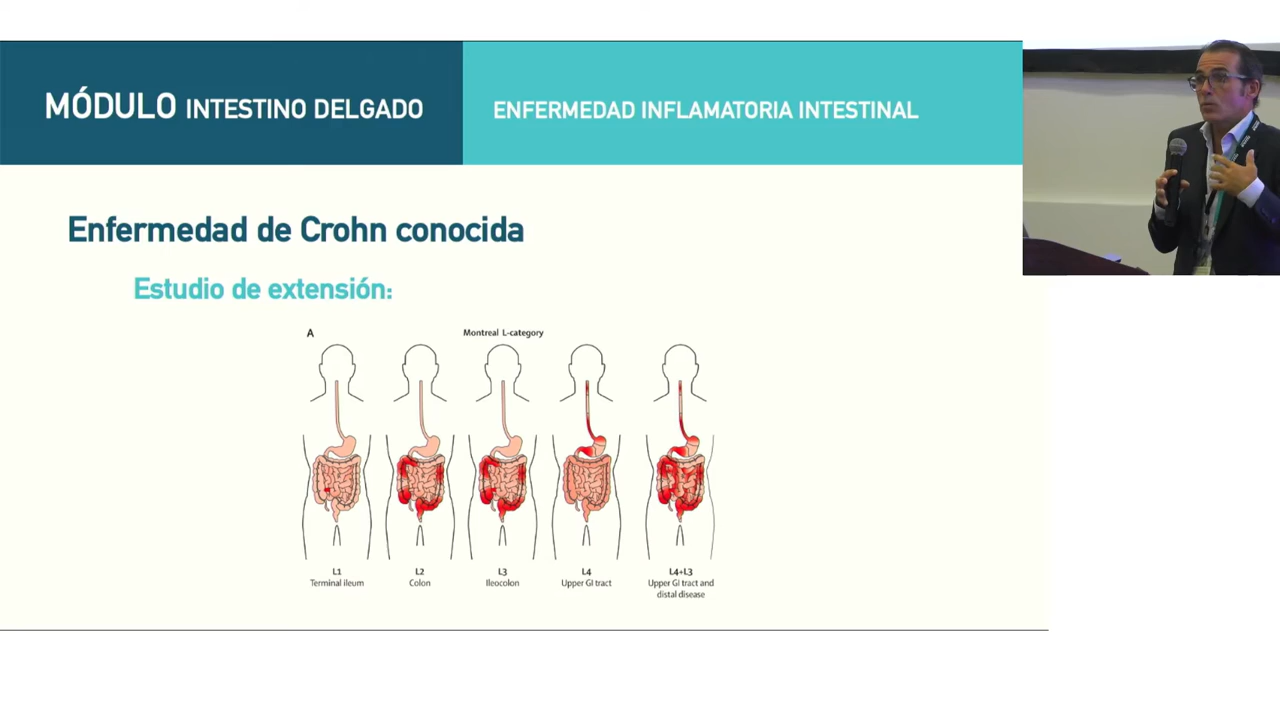 MÓDULO INTESTINO DELGADO
ENFERMEDAD INFLAMATORIA INTESTINAL
Enfermedad de Crohn conocida
Estudio de extensión:
A
Montreal L-category
L1
Terminal ileum
L2
Colon
L3
Ileocolon
L4
Upper GI tract
L4+L3
Upper GI tract and
distal disease